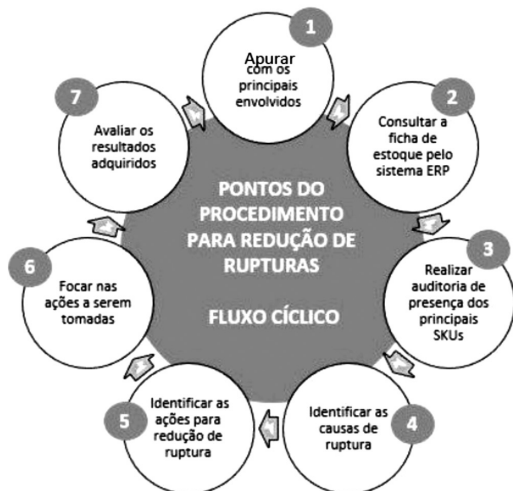 PONTOS DO
PROCEDIMENTO
PARA REDUÇÃO DE
RUPTURAS
FLUXO CÍCLICO
1
Apurar
com os
principais
envolvidos
2
Consultar a
ficha de
estoque pelo
sistema ERP
3
Realizar
auditoria de
presença dos
principais
SKUs
4
Identificar as
causas de
ruptura
5
Identificar as
ações para
redução de
ruptura
6
Focar nas
ações a serem
tomadas
7
Avaliar os
resultados
adquiridos